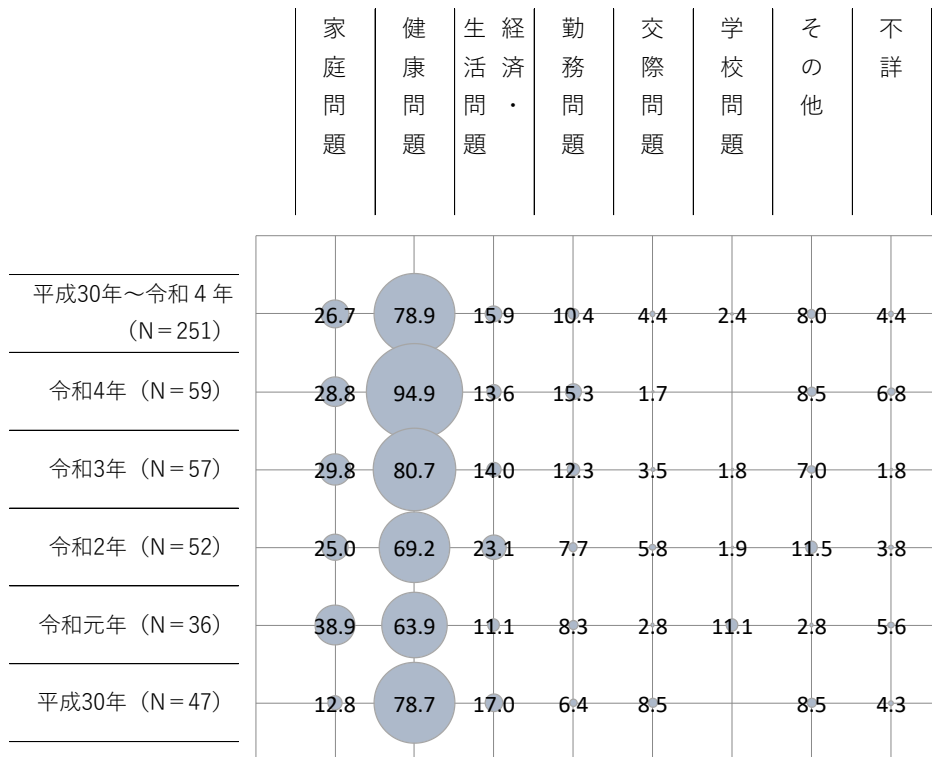 家庭問題
健康問題
経済・
生活問題
勤務問題
交際問題
学校問題
その他
不詳
平成30年～令和４年
（N＝251）
26.7 78.9 15.9 10.4 4.4 2.4 8.0 4.4
令和4年（N＝59） 28.8 94.9 13.6 15.3 1.7 8.5 6.8
令和3年（N＝57） 29.8 80.7 14.0 12.3 3.5 1.8 7.0 1.8
令和2年（N＝52） 25.0 69.2 23.1 7.7 5.8 1.9 11.5 3.8
令和元年（N＝36） 38.9 63.9 11.1 8.3 2.8 11.1 2.8 5.6
平成30年（N＝47） 12.8 78.7 17.0 6.4 8.5 8.5 4.3